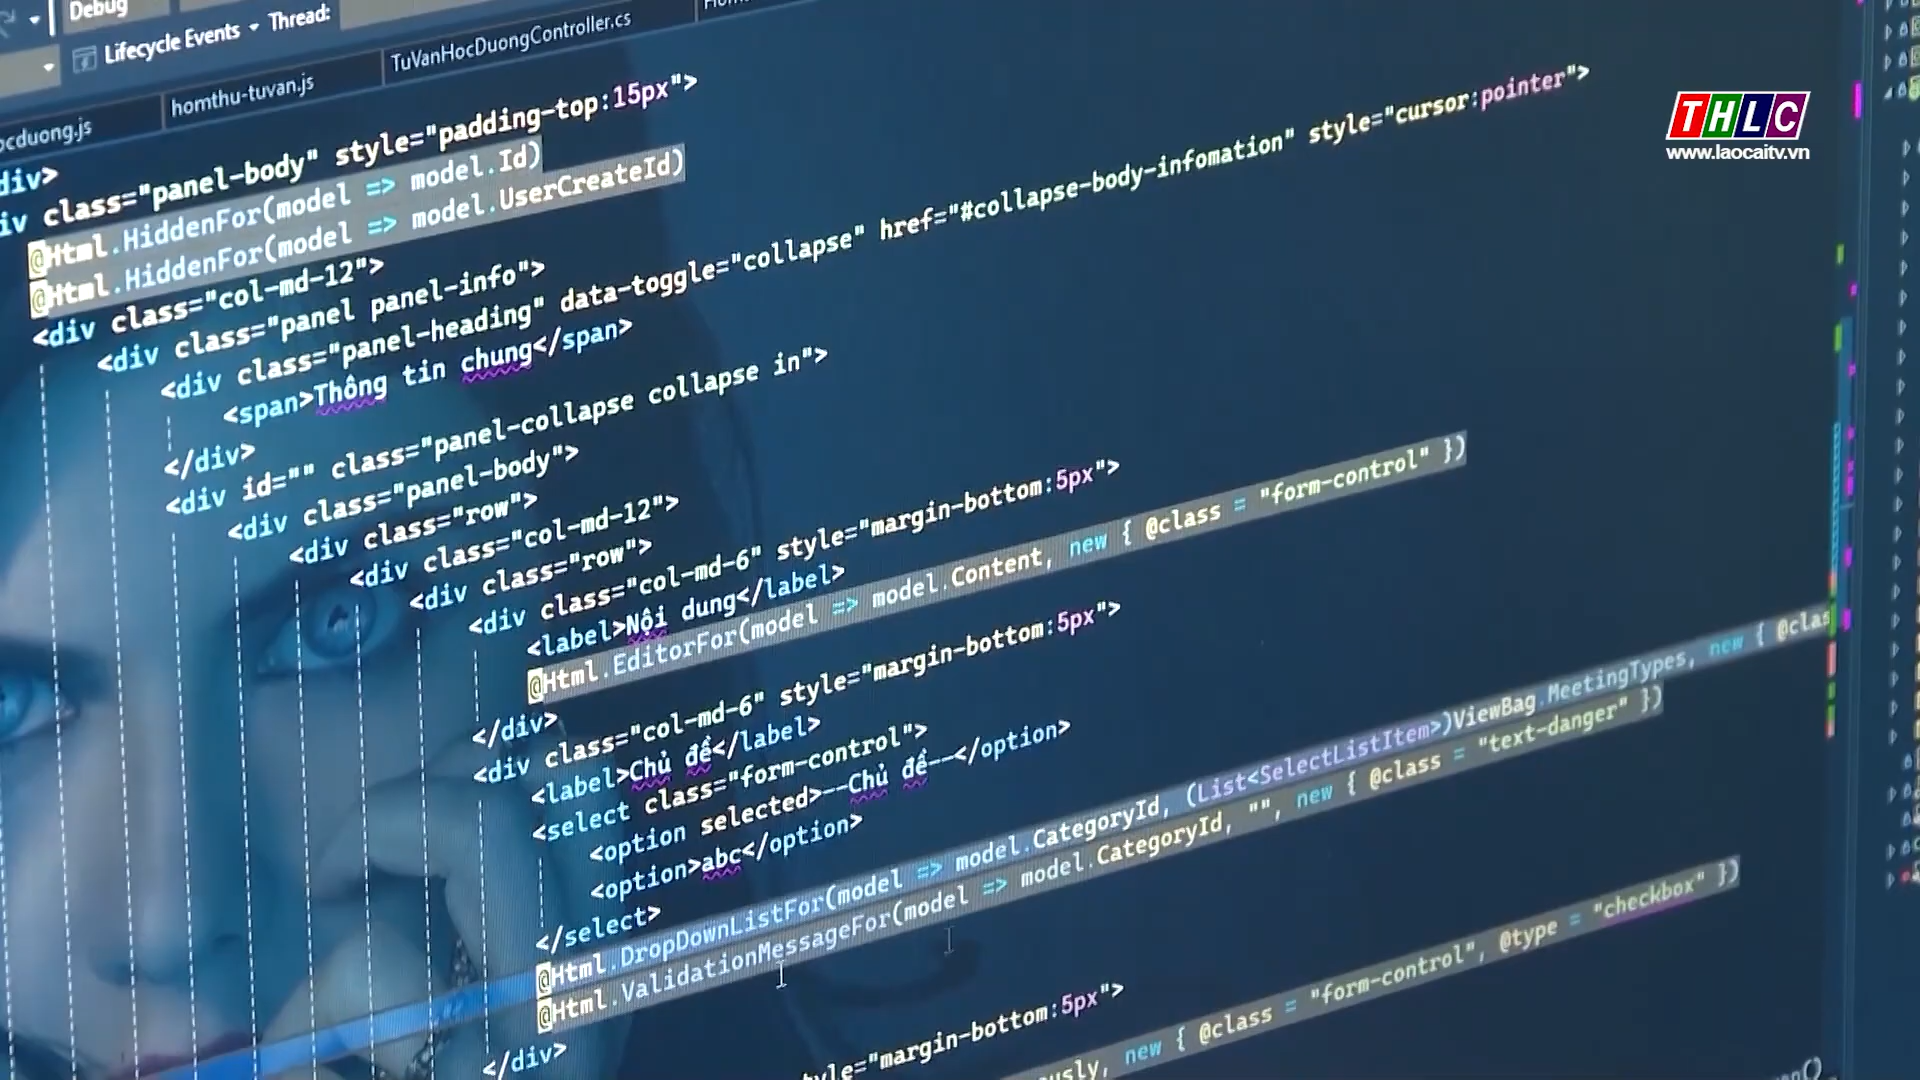 Debug
Lifecycle Events Thread:
TuVanHocDuongController.cs
homthu-tuvan.js
ocduong.js
THLC
www.laocaitv.vn
div>
iv class="panel-body" style="padding-top:15px">
@Html.HiddenFor(model => model.Id)
@Html.HiddenFor(model => model.UserCreateId)
<div class="col-md-12">
<div class="panel panel-info">
<div class="panel-heading" data-toggle="collapse" href="#collapse-body-infomation" style="cursor:pointer">
<span>Thông tin chung</span>
</div>
<div id="" class="panel-collapse collapse in">
<div class="panel-body">
<div class="row">
<div class="col-md-12">
<div class="row">
<div class="col-md-6" style="margin-bottom:5px">
<label>Nội dung</label>
@Html.EditorFor(model => model.Content, new { @class = "form-control" })
</div>
<div class="col-md-6" style="margin-bottom:5px">
<label>Chủ đề</label>
<select class="form-control">
<option selected>--Chủ đề--</option>
<option>abc</option>
</select>
@Html.DropDownListFor(model => model.CategoryId, (List<SelectListItem>)ViewBag.MeetingTypes, new { @clas
@Html.ValidationMessageFor(model => model.CategoryId, "", new { @class = "text-danger" })
</div>
tyle="margin-bottom:5px">
usly, new { @class = "form-control", @type = "checkbox" })